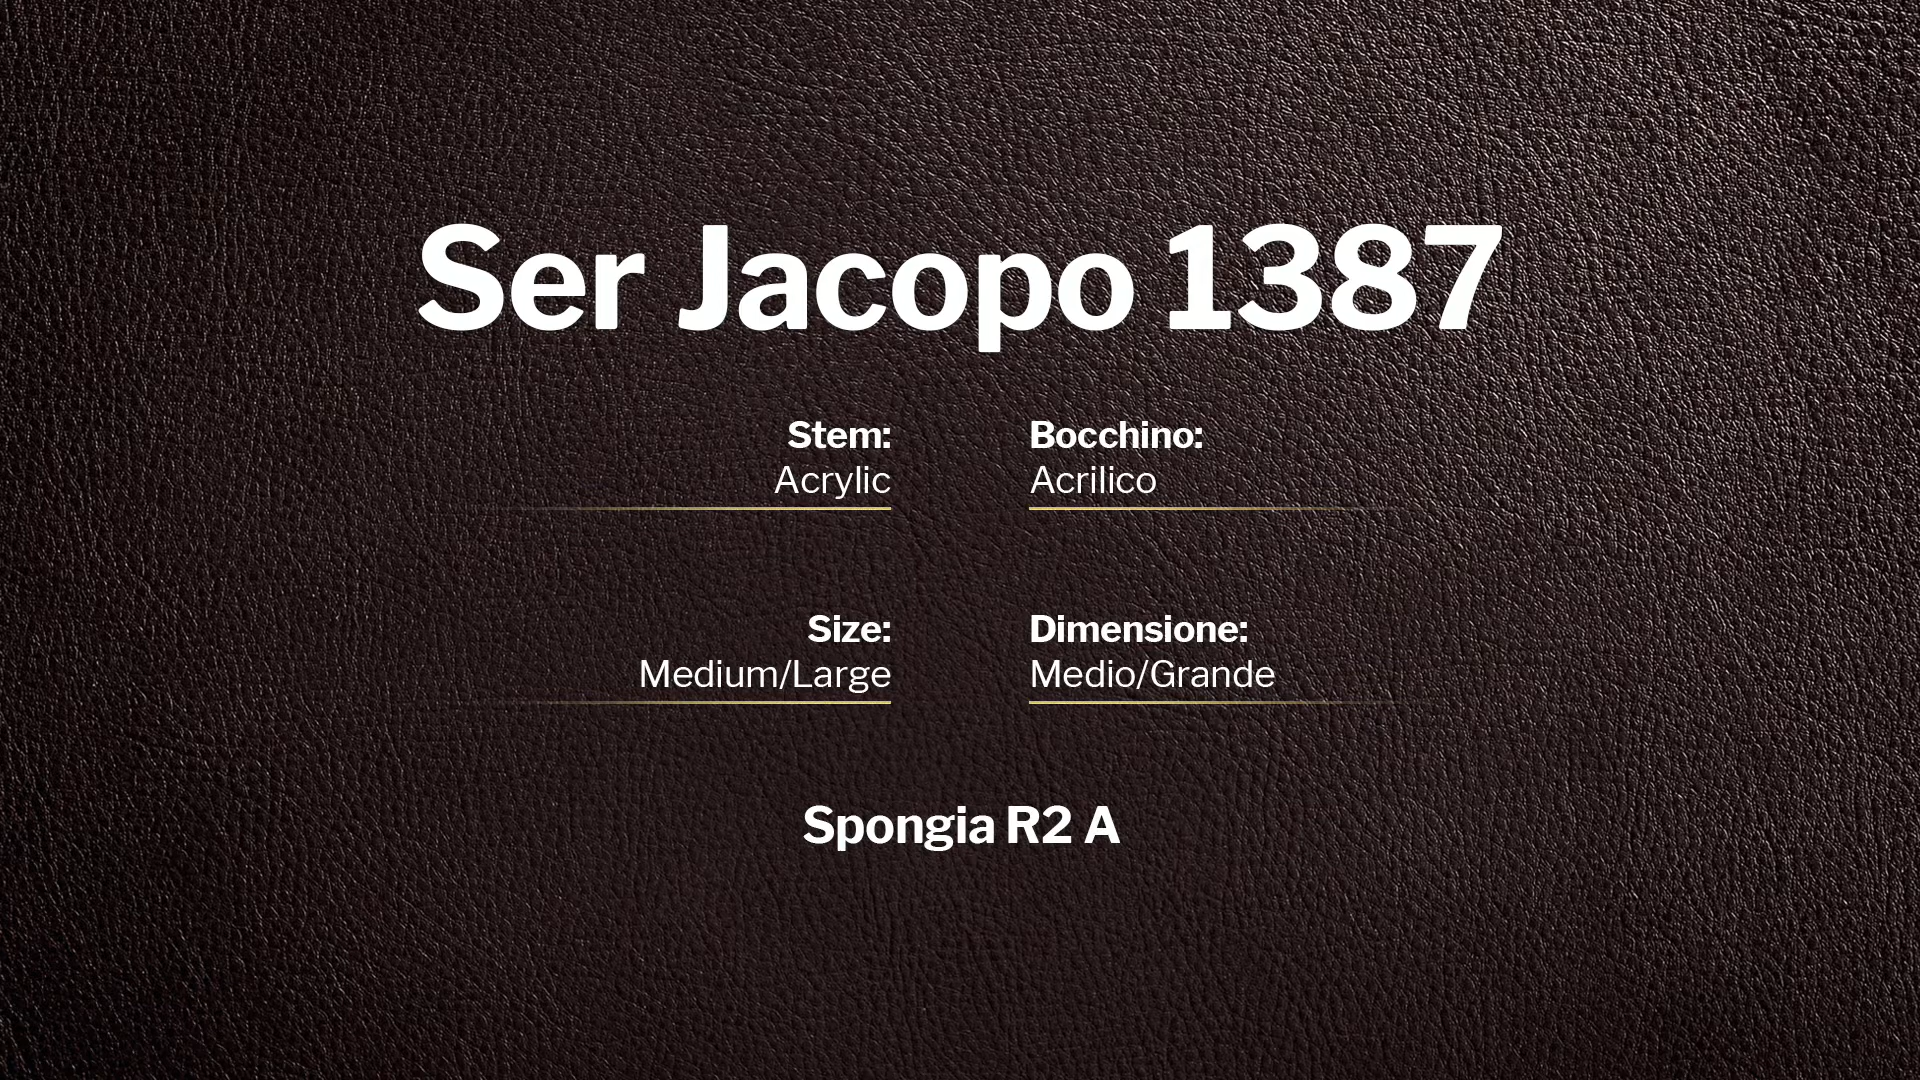 Ser Jacopo 1387
Stem:
Acrylic
Bocchino:
Acrilico
Size:
Medium/Large
Dimensione:
Medio/Grande
Spongia R2 A